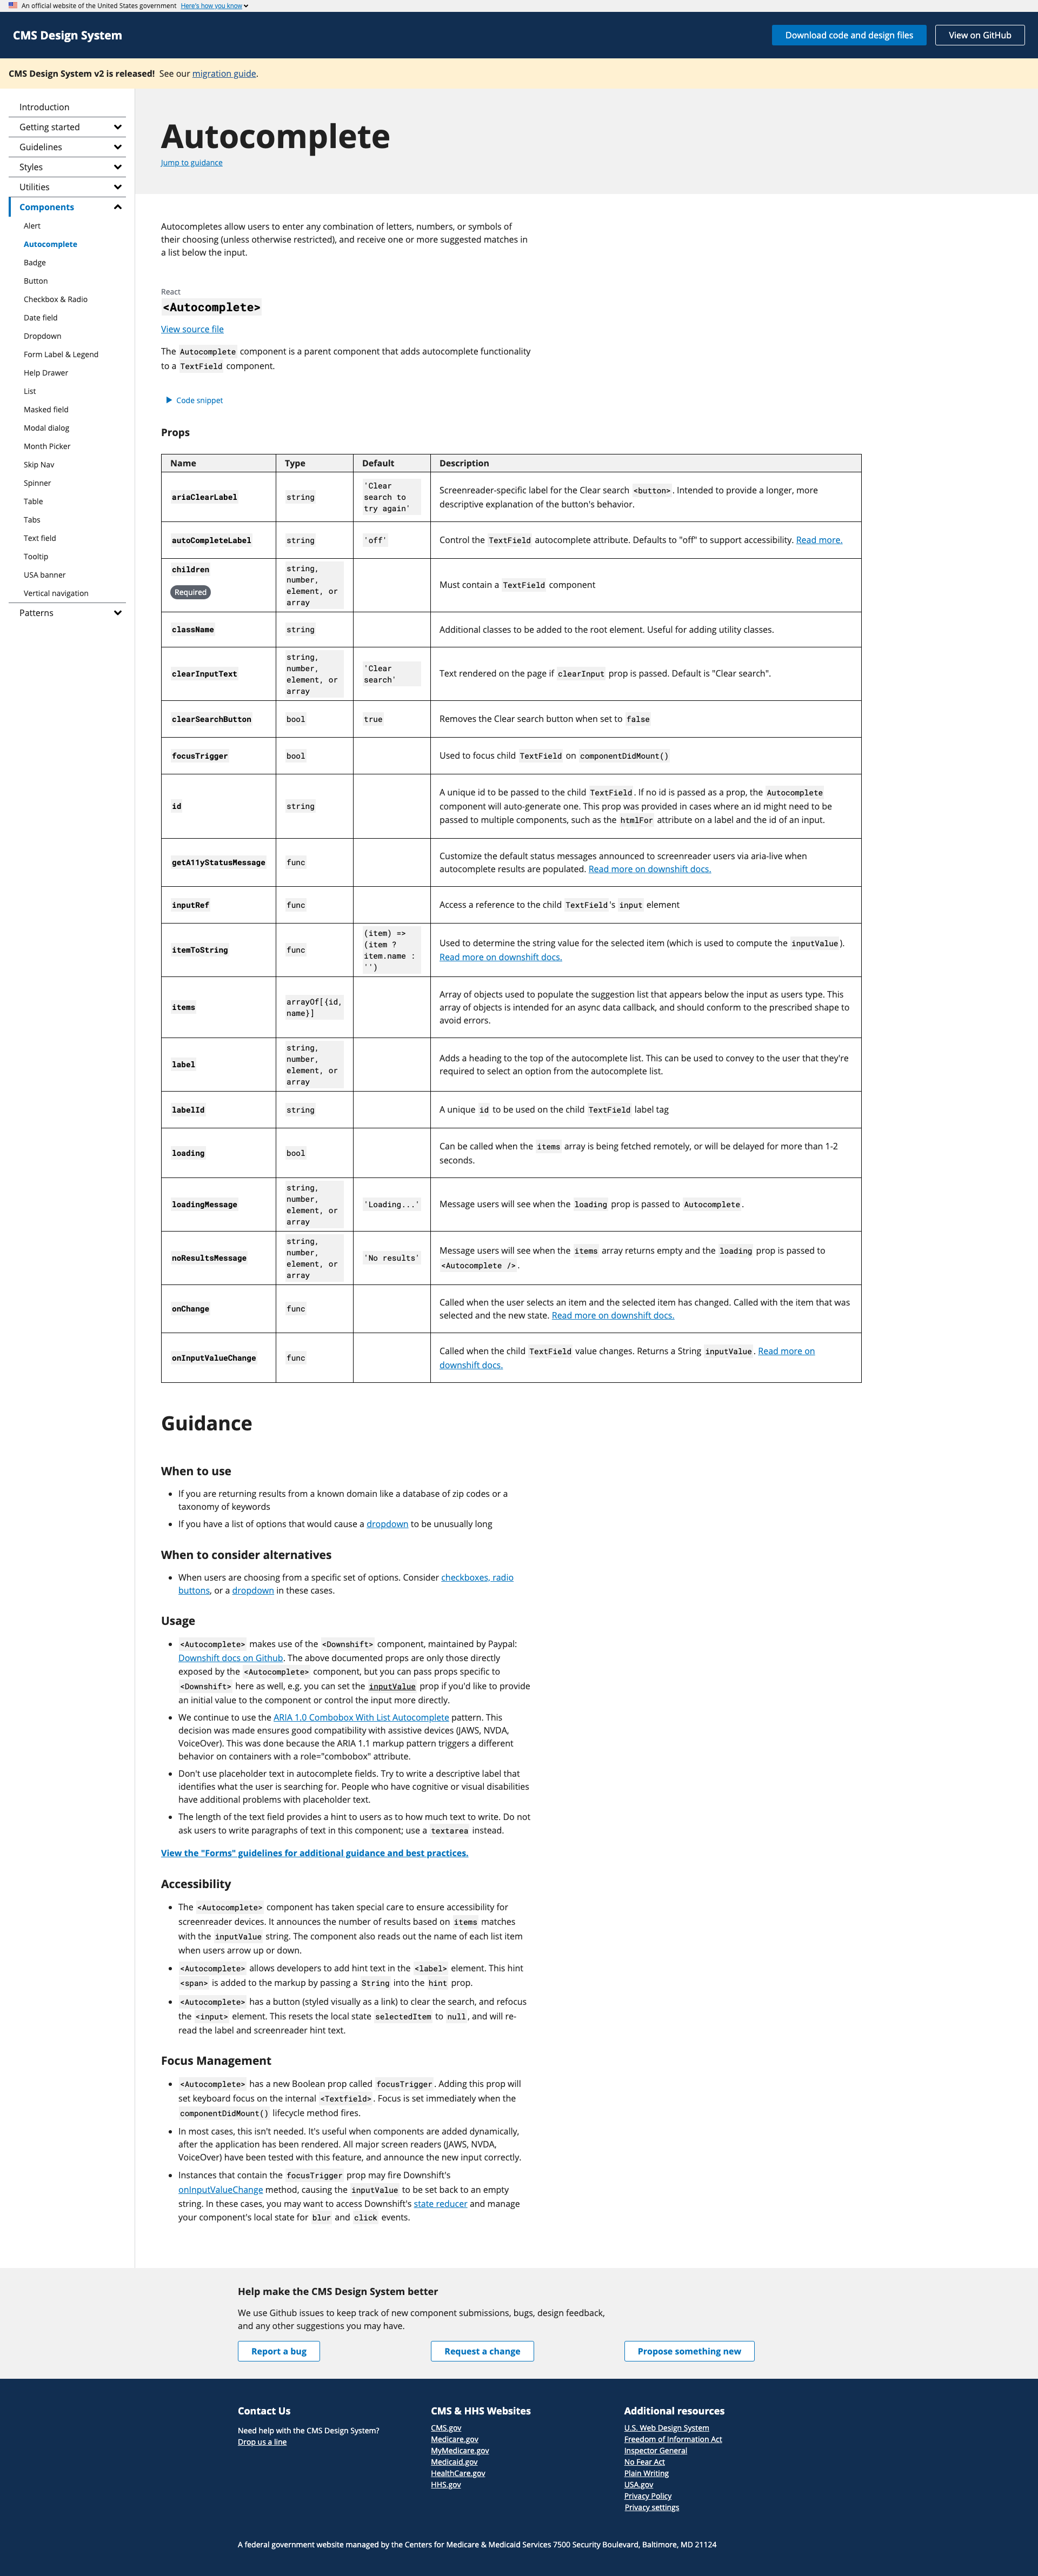 An official website of the United States government Here's how you know
CMS Design System
Download code and design files
View on GitHub
CMS Design System v2 is released! See our migration guide.
Introduction
Getting started
Guidelines
Styles
Utilities
Components
Alert
Autocomplete
Badge
Button
Checkbox & Radio
Date field
Dropdown
Form Label & Legend
Help Drawer
List
Masked field
Modal dialog
Month Picker
Skip Nav
Spinner
Table
Tabs
Text field
Tooltip
USA banner
Vertical navigation
Patterns
Autocomplete
Jump to guidance
Autocompletes allow users to enter any combination of letters, numbers, or symbols of
their choosing (unless otherwise restricted), and receive one or more suggested matches in
a list below the input.
React
<Autocomplete>
View source file
The Autocomplete component is a parent component that adds autocomplete functionality
to a TextField component.
Code snippet
Props
Name Type Default Description
ariaClearLabel
string
'Clear
search to
try again'
Screenreader-specific label for the Clear search <button>. Intended to provide a longer, more
descriptive explanation of the button's behavior.
autoCompleteLabel
string
'off'
Control the TextField autocomplete attribute. Defaults to "off" to support accessibility. Read more.
children
Required
string,
number,
element, or
array
Must contain a TextField component
className
string
Additional classes to be added to the root element. Useful for adding utility classes.
clearInputText
string,
number,
element, or
array
'Clear
search'
Text rendered on the page if clearInput prop is passed. Default is "Clear search".
clearSearchButton
bool
true
Removes the Clear search button when set to false
focusTrigger
bool
Used to focus child TextField on componentDidMount()
id
string
A unique id to be passed to the child TextField. If no id is passed as a prop, the Autocomplete
component will auto-generate one. This prop was provided in cases where an id might need to be
passed to multiple components, such as the htmlFor attribute on a label and the id of an input.
getA11yStatusMessage
func
Customize the default status messages announced to screenreader users via aria-live when
autocomplete results are populated. Read more on downshift docs.
inputRef
func
Access a reference to the child TextField's input element
itemToString
func
(item) =>
(item ?
item.name :
'')
Used to determine the string value for the selected item (which is used to compute the inputValue).
Read more on downshift docs.
items
arrayOf[{id,
name}]
Array of objects used to populate the suggestion list that appears below the input as users type. This
array of objects is intended for an async data callback, and should conform to the prescribed shape to
avoid errors.
label
string,
number,
element, or
array
Adds a heading to the top of the autocomplete list. This can be used to convey to the user that they're
required to select an option from the autocomplete list.
labelId
string
A unique id to be used on the child TextField label tag
loading
bool
Can be called when the items array is being fetched remotely, or will be delayed for more than 1-2
seconds.
loadingMessage
string,
number,
element, or
array
'Loading...'
Message users will see when the loading prop is passed to Autocomplete.
noResultsMessage
string,
number,
element, or
array
'No results'
Message users will see when the items array returns empty and the loading prop is passed to
<Autocomplete />.
onChange
func
Called when the user selects an item and the selected item has changed. Called with the item that was
selected and the new state. Read more on downshift docs.
onInputValueChange
func
Called when the child TextField value changes. Returns a String inputValue. Read more on
downshift docs.
Guidance
When to use
• If you are returning results from a known domain like a database of zip codes or a
taxonomy of keywords
• If you have a list of options that would cause a dropdown to be unusually long
When to consider alternatives
• When users are choosing from a specific set of options. Consider checkboxes, radio
buttons, or a dropdown in these cases.
Usage
• <Autocomplete> makes use of the <Downshift> component, maintained by Paypal:
Downshift docs on Github. The above documented props are only those directly
exposed by the <Autocomplete> component, but you can pass props specific to
<Downshift> here as well, e.g. you can set the inputValue prop if you'd like to provide
an initial value to the component or control the input more directly.
• We continue to use the ARIA 1.0 Combobox With List Autocomplete pattern. This
decision was made ensures good compatibility with assistive devices (JAWS, NVDA,
VoiceOver). This was done because the ARIA 1.1 markup pattern triggers a different
behavior on containers with a role="combobox" attribute.
• Don't use placeholder text in autocomplete fields. Try to write a descriptive label that
identifies what the user is searching for. People who have cognitive or visual disabilities
have additional problems with placeholder text.
• The length of the text field provides a hint to users as to how much text to write. Do not
ask users to write paragraphs of text in this component; use a textarea instead.
View the "Forms" guidelines for additional guidance and best practices.
Accessibility
• The <Autocomplete> component has taken special care to ensure accessibility for
screenreader devices. It announces the number of results based on items matches
with the inputValue string. The component also reads out the name of each list item
when users arrow up or down.
• <Autocomplete> allows developers to add hint text in the <label> element. This hint
<span> is added to the markup by passing a String into the hint prop.
• <Autocomplete> has a button (styled visually as a link) to clear the search, and refocus
the <input> element. This resets the local state selectedItem to null, and will re-
read the label and screenreader hint text.
Focus Management
• <Autocomplete> has a new Boolean prop called focusTrigger. Adding this prop will
set keyboard focus on the internal <Textfield>. Focus is set immediately when the
componentDidMount() lifecycle method fires.
• In most cases, this isn't needed. It's useful when components are added dynamically,
after the application has been rendered. All major screen readers (JAWS, NVDA,
VoiceOver) have been tested with this feature, and announce the new input correctly.
• Instances that contain the focusTrigger prop may fire Downshift's
onInputValueChange method, causing the inputValue to be set back to an empty
string. In these cases, you may want to access Downshift's state reducer and manage
your component's local state for blur and click events.
Help make the CMS Design System better
We use Github issues to keep track of new component submissions, bugs, design feedback,
and any other suggestions you may have.
Report a bug
Request a change
Propose something new
Contact Us
Need help with the CMS Design System?
Drop us a line
CMS & HHS Websites
CMS.gov
Medicare.gov
MyMedicare.gov
Medicaid.gov
HealthCare.gov
HHS.gov
Additional resources
U.S. Web Design System
Freedom of Information Act
Inspector General
No Fear Act
Plain Writing
USA.gov
Privacy Policy
Privacy settings
A federal government website managed by the Centers for Medicare & Medicaid Services 7500 Security Boulevard, Baltimore, MD 21124